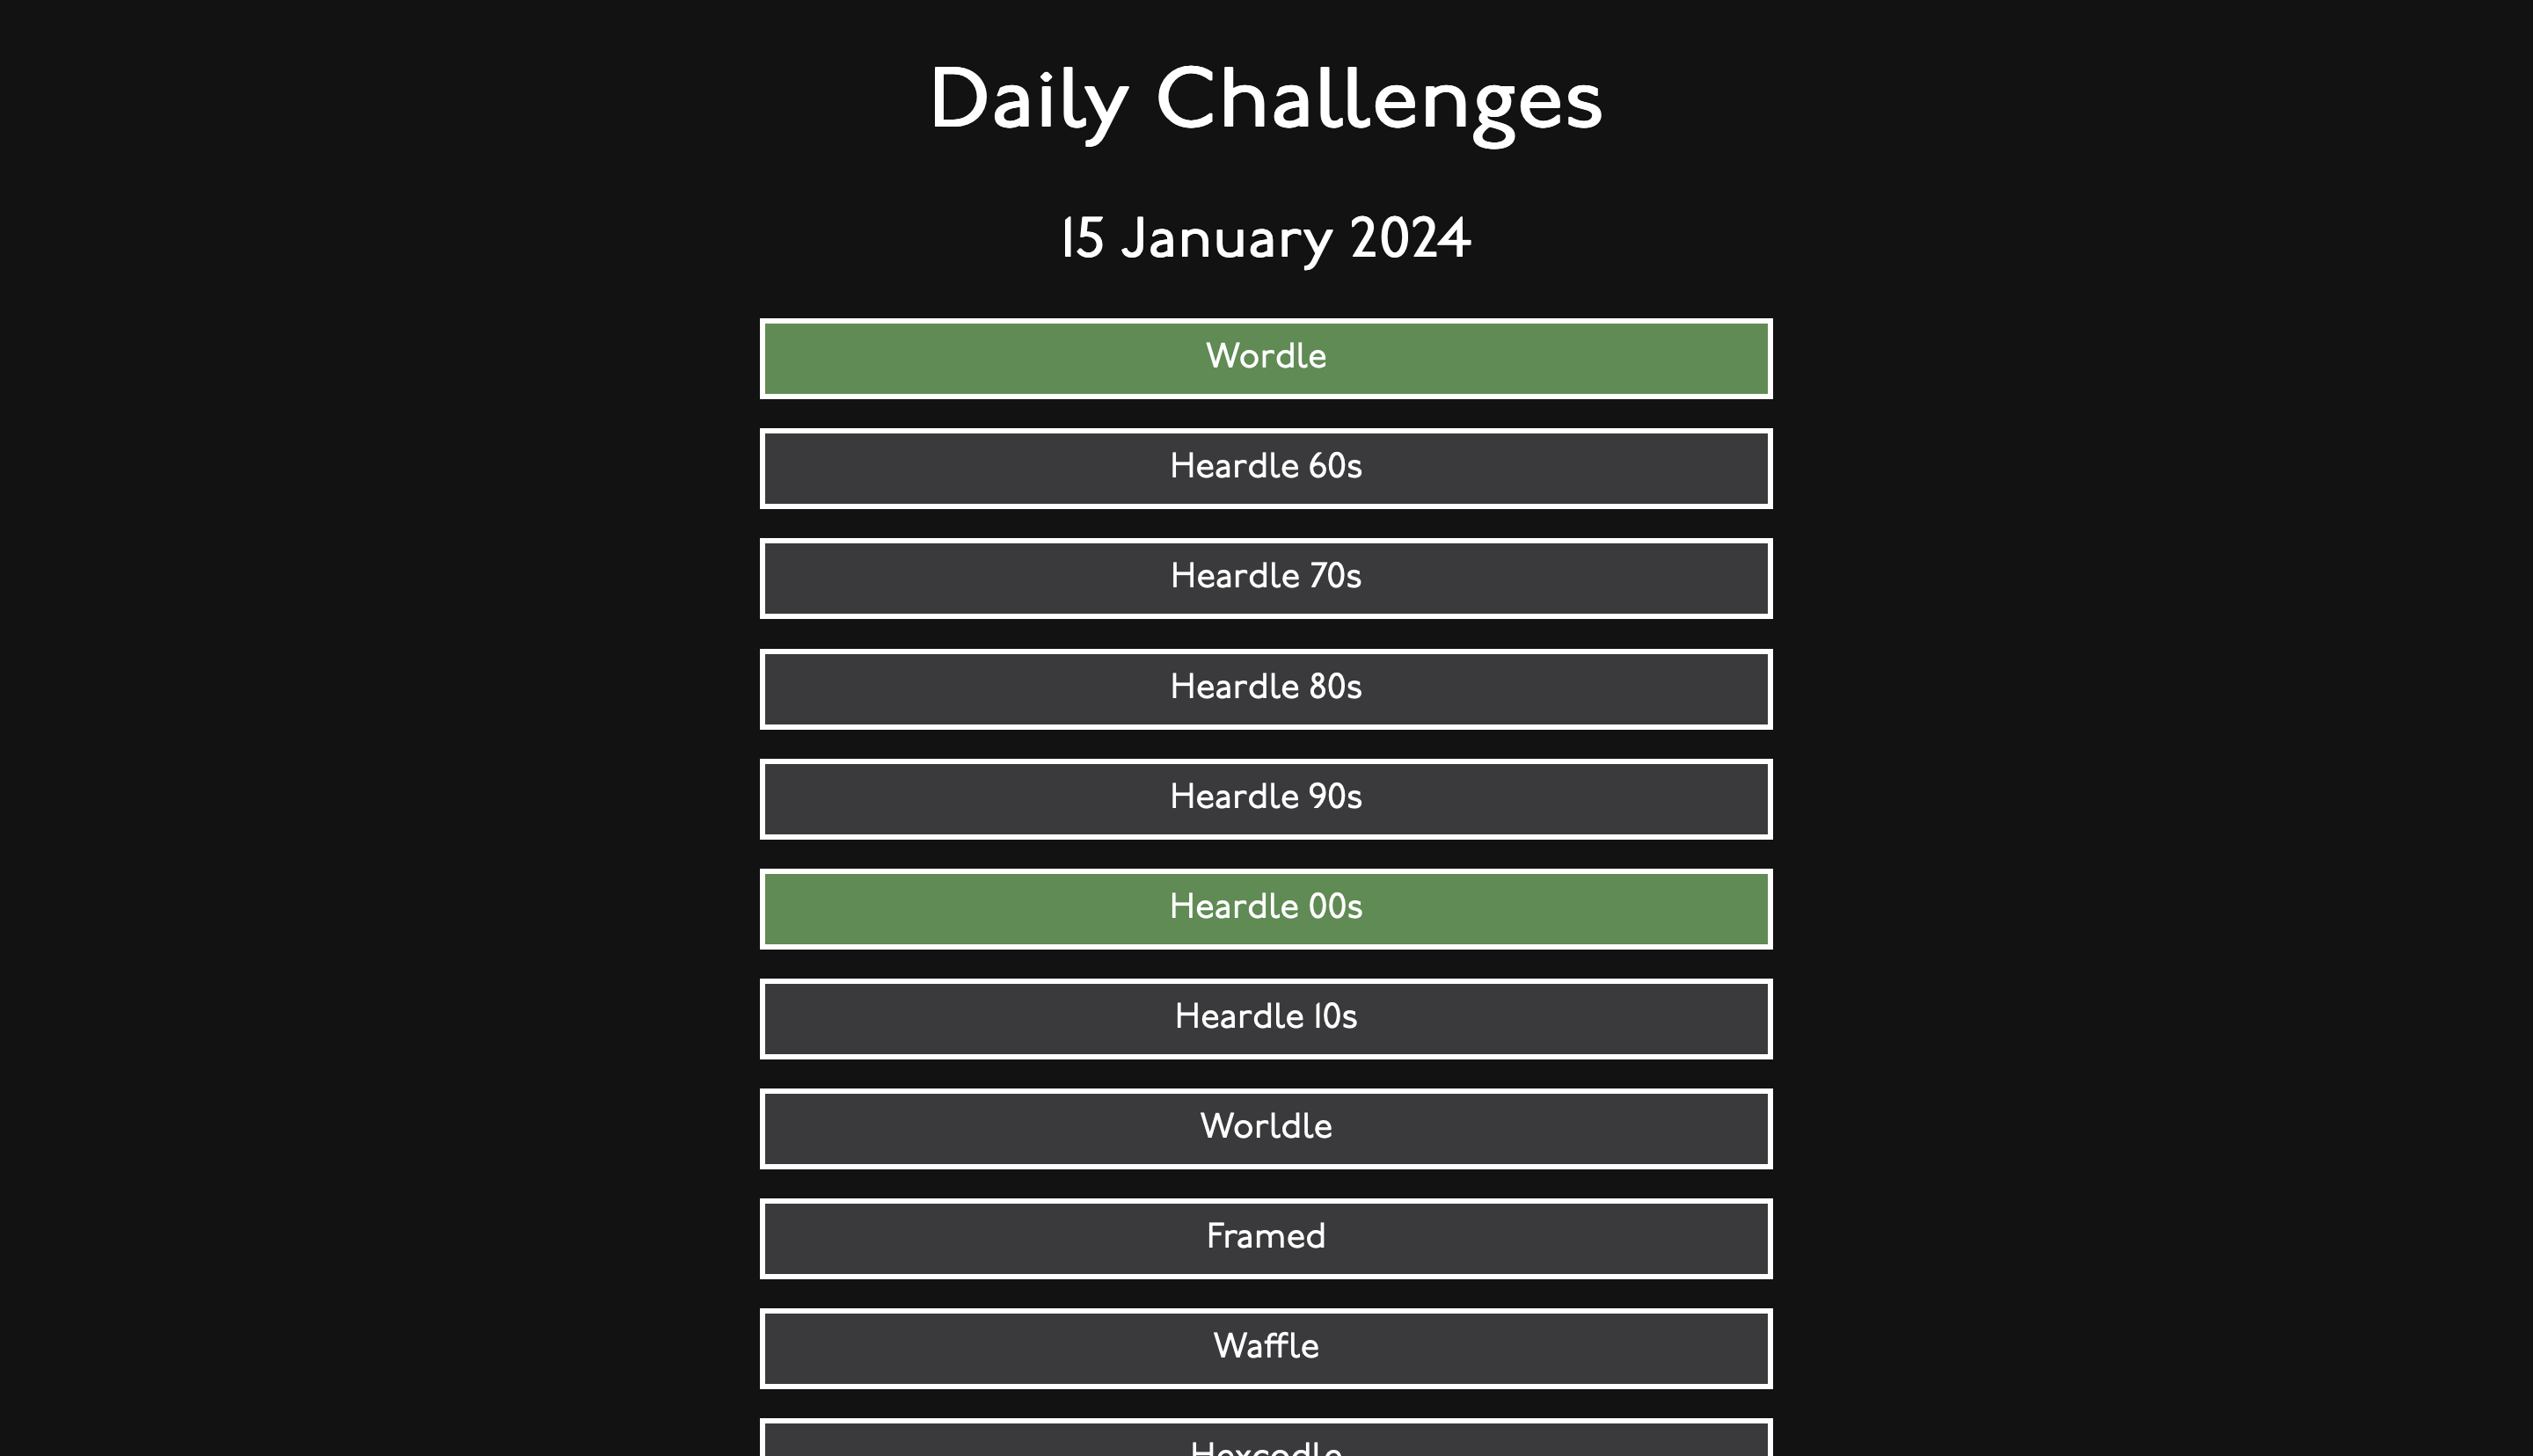 Daily Challenges
15 January 2024
Wordle
Heardle 60s
Heardle 70s
Heardle 80s
Heardle 90s
Heardle 00s
Heardle 10s
Worldle
Framed
Waffle
Hexcodle